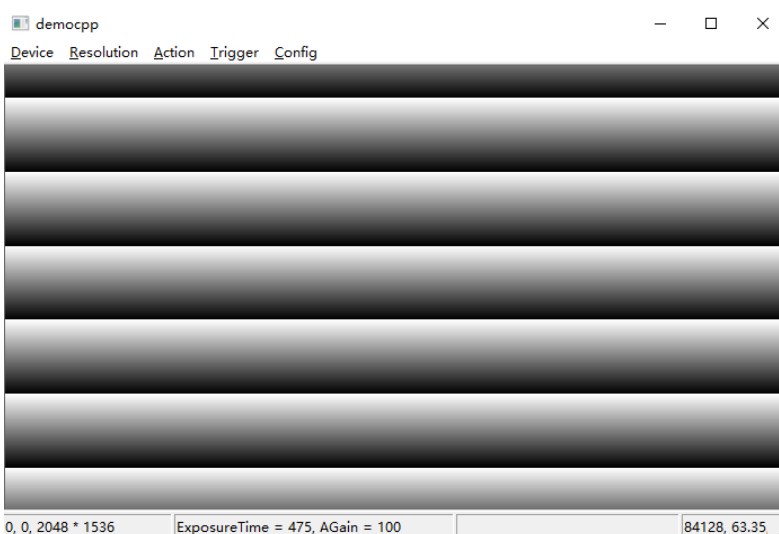 democpp
Device Resolution Action Trigger Config
0, 0, 2048 * 1536 ExposureTime = 475, AGain = 100 84128, 63.35,